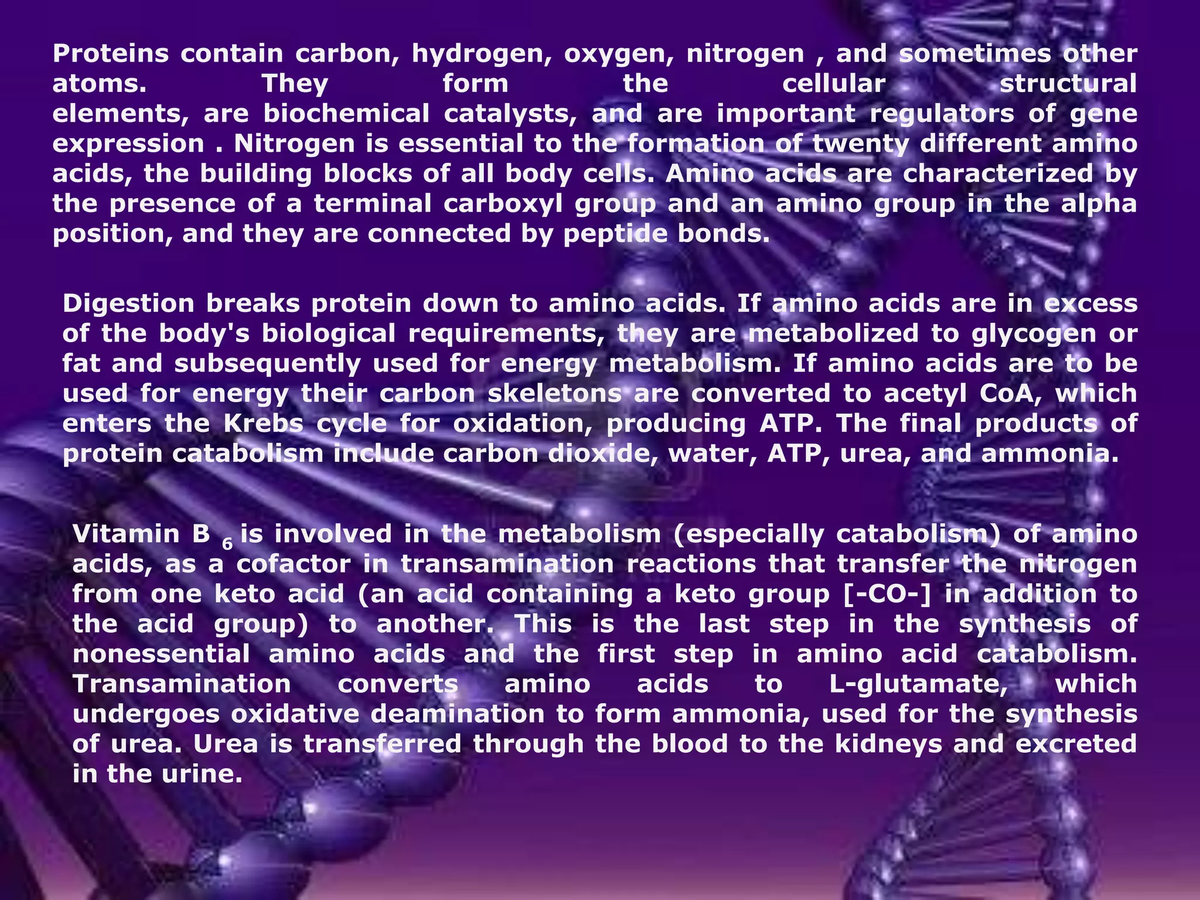 Proteins contain carbon, hydrogen, oxygen, nitrogen , and sometimes other
atoms. They form the cellular structural
elements, are biochemical catalysts, and are important regulators of gene
expression . Nitrogen is essential to the formation of twenty different amino
acids, the building blocks of all body cells. Amino acids are characterized by
the presence of a terminal carboxyl group and an amino group in the alpha
position, and they are connected by peptide bonds.
Digestion breaks protein down to amino acids. If amino acids are in excess
of the body's biological requirements, they are metabolized to glycogen or
fat and subsequently used for energy metabolism. If amino acids are to be
used for energy their carbon skeletons are converted to acetyl CoA, which
enters the Krebs cycle for oxidation, producing ATP. The final products of
protein catabolism include carbon dioxide, water, ATP, urea, and ammonia.
Vitamin B 6 is involved in the metabolism (especially catabolism) of amino
acids, as a cofactor in transamination reactions that transfer the nitrogen
from one keto acid (an acid containing a keto group [-CO-] in addition to
the acid group) to another. This is the last step in the synthesis of
nonessential amino acids and the first step in amino acid catabolism.
Transamination converts amino acids to L-glutamate, which
undergoes oxidative deamination to form ammonia, used for the synthesis
of urea. Urea is transferred through the blood to the kidneys and excreted
in the urine.